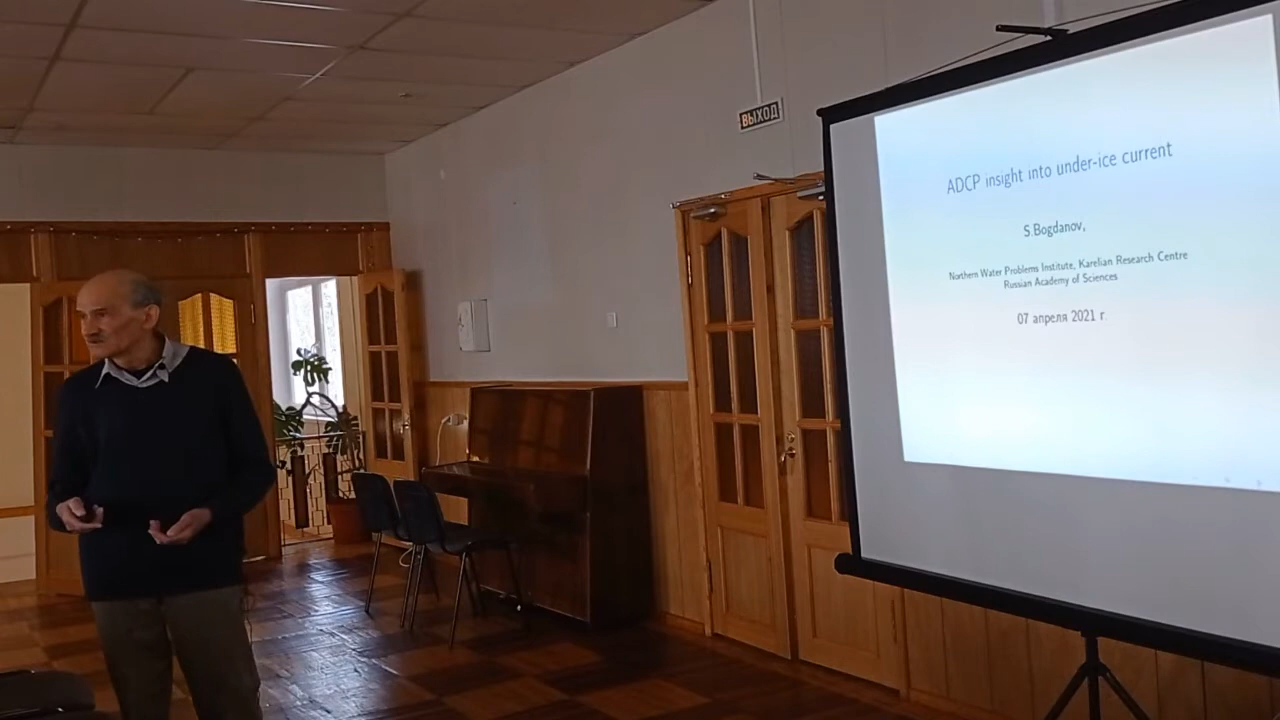 ВЫХОД
ADCP insight into under-ice current
S.Bogdanov,
Northern Water Problems Institute, Karelian Research Centre
Russian Academy of Sciences
07 апреля 2021 г.